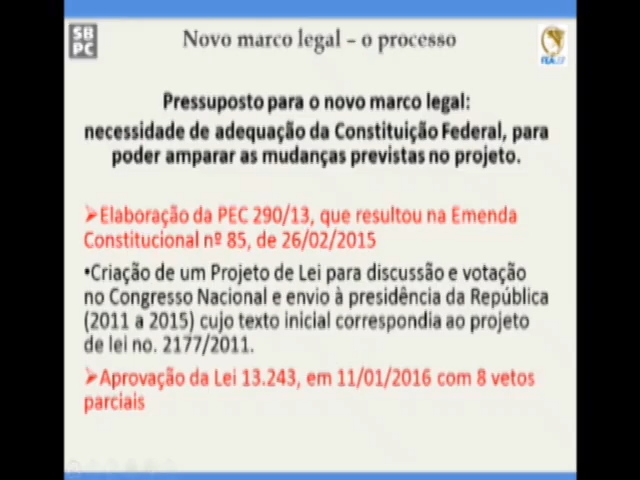 SB
PC
Novo marco legal – o processo
FEALQ
Pressuposto para o novo marco legal:
necessidade de adequação da Constituição Federal, para
poder amparar as mudanças previstas no projeto.
➢Elaboração da PEC 290/13, que resultou na Emenda
Constitucional nº 85, de 26/02/2015
•Criação de um Projeto de Lei para discussão e votação
no Congresso Nacional e envio à presidência da República
(2011 a 2015) cujo texto inicial correspondia ao projeto
de lei no. 2177/2011.
➢Aprovação da Lei 13.243, em 11/01/2016 com 8 vetos
parciais